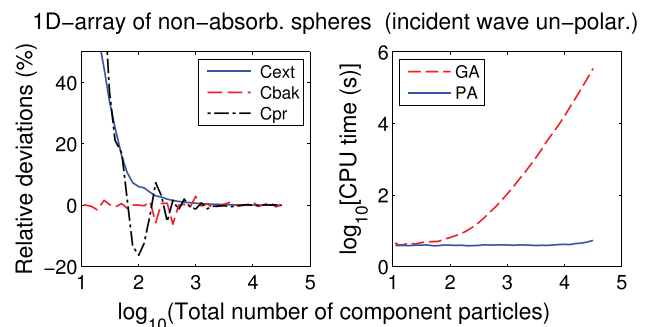 1D−array of non−absorb. spheres (incident wave un−polar.)
Relative deviations (%)
40
20
0
−20
Cext
Cbak
Cpr
1 2 3 4 5
log10[CPU time (s)]
6
4
2
0
GA
PA
1 2 3 4 5
log10(Total number of component particles)